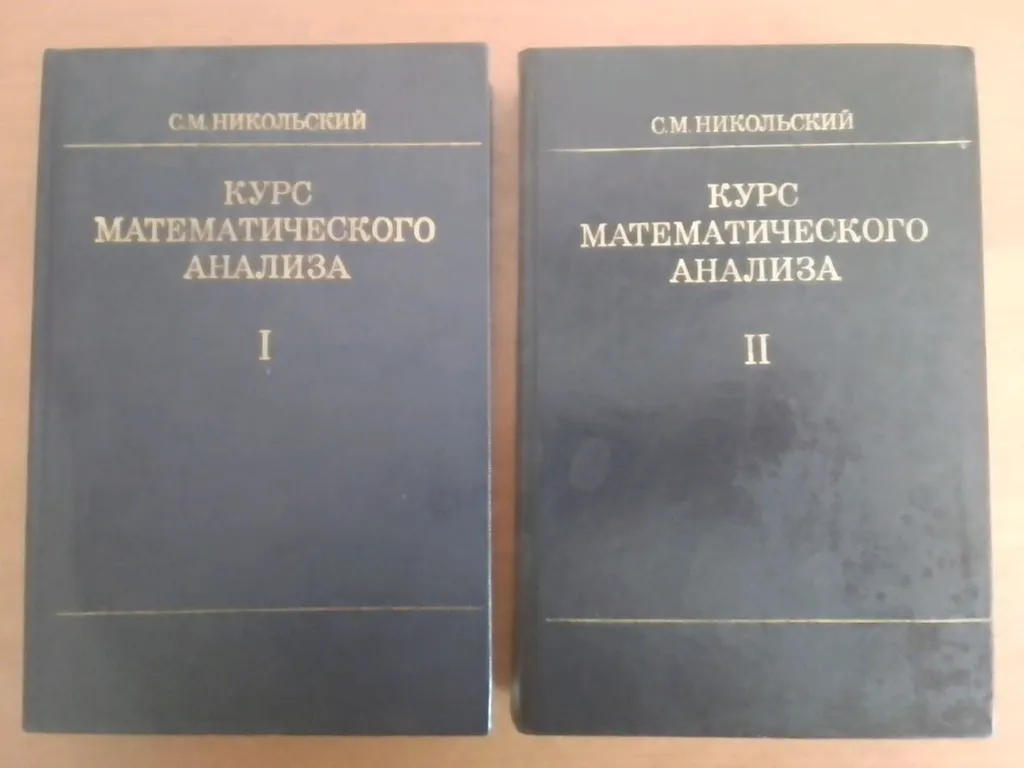 С.М.НИКОЛЬСКИЙ
КУРС
МАТЕМАТИЧЕСКОГО
АНАЛИЗА
I
С.М.НИКОЛЬСКИЙ
КУРС
МАТЕМАТИЧЕСКОГО
АНАЛИЗА
II